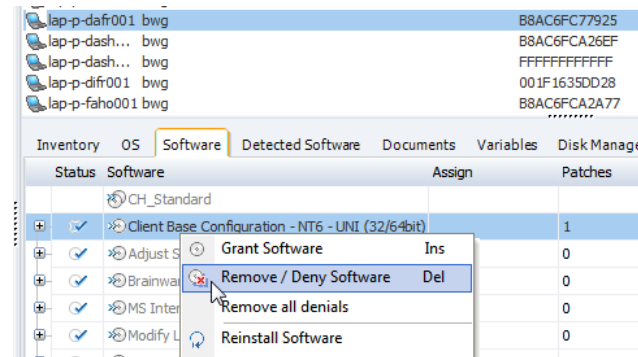 lap-p-dafr001 bwg B8AC6FC77925
lap-p-dash... bwg B8AC6FCA26EF
lap-p-dash... bwg FFFFFFFFFFFF
lap-p-difr001 bwg 001F1635DD28
lap-p-faho001 bwg B8AC6FCA2A77
Inventory OS Software Detected Software Documents Variables Disk Manage
Status Software Assign Patches
CH_Standard
Client Base Configuration - NT6 - UNI (32/64bit) 1
Adjust S 0
Grant Software Ins
Brainwar 0
Remove / Deny Software Del
MS Inter 0
Remove all denials
Modify L 0
Reinstall Software